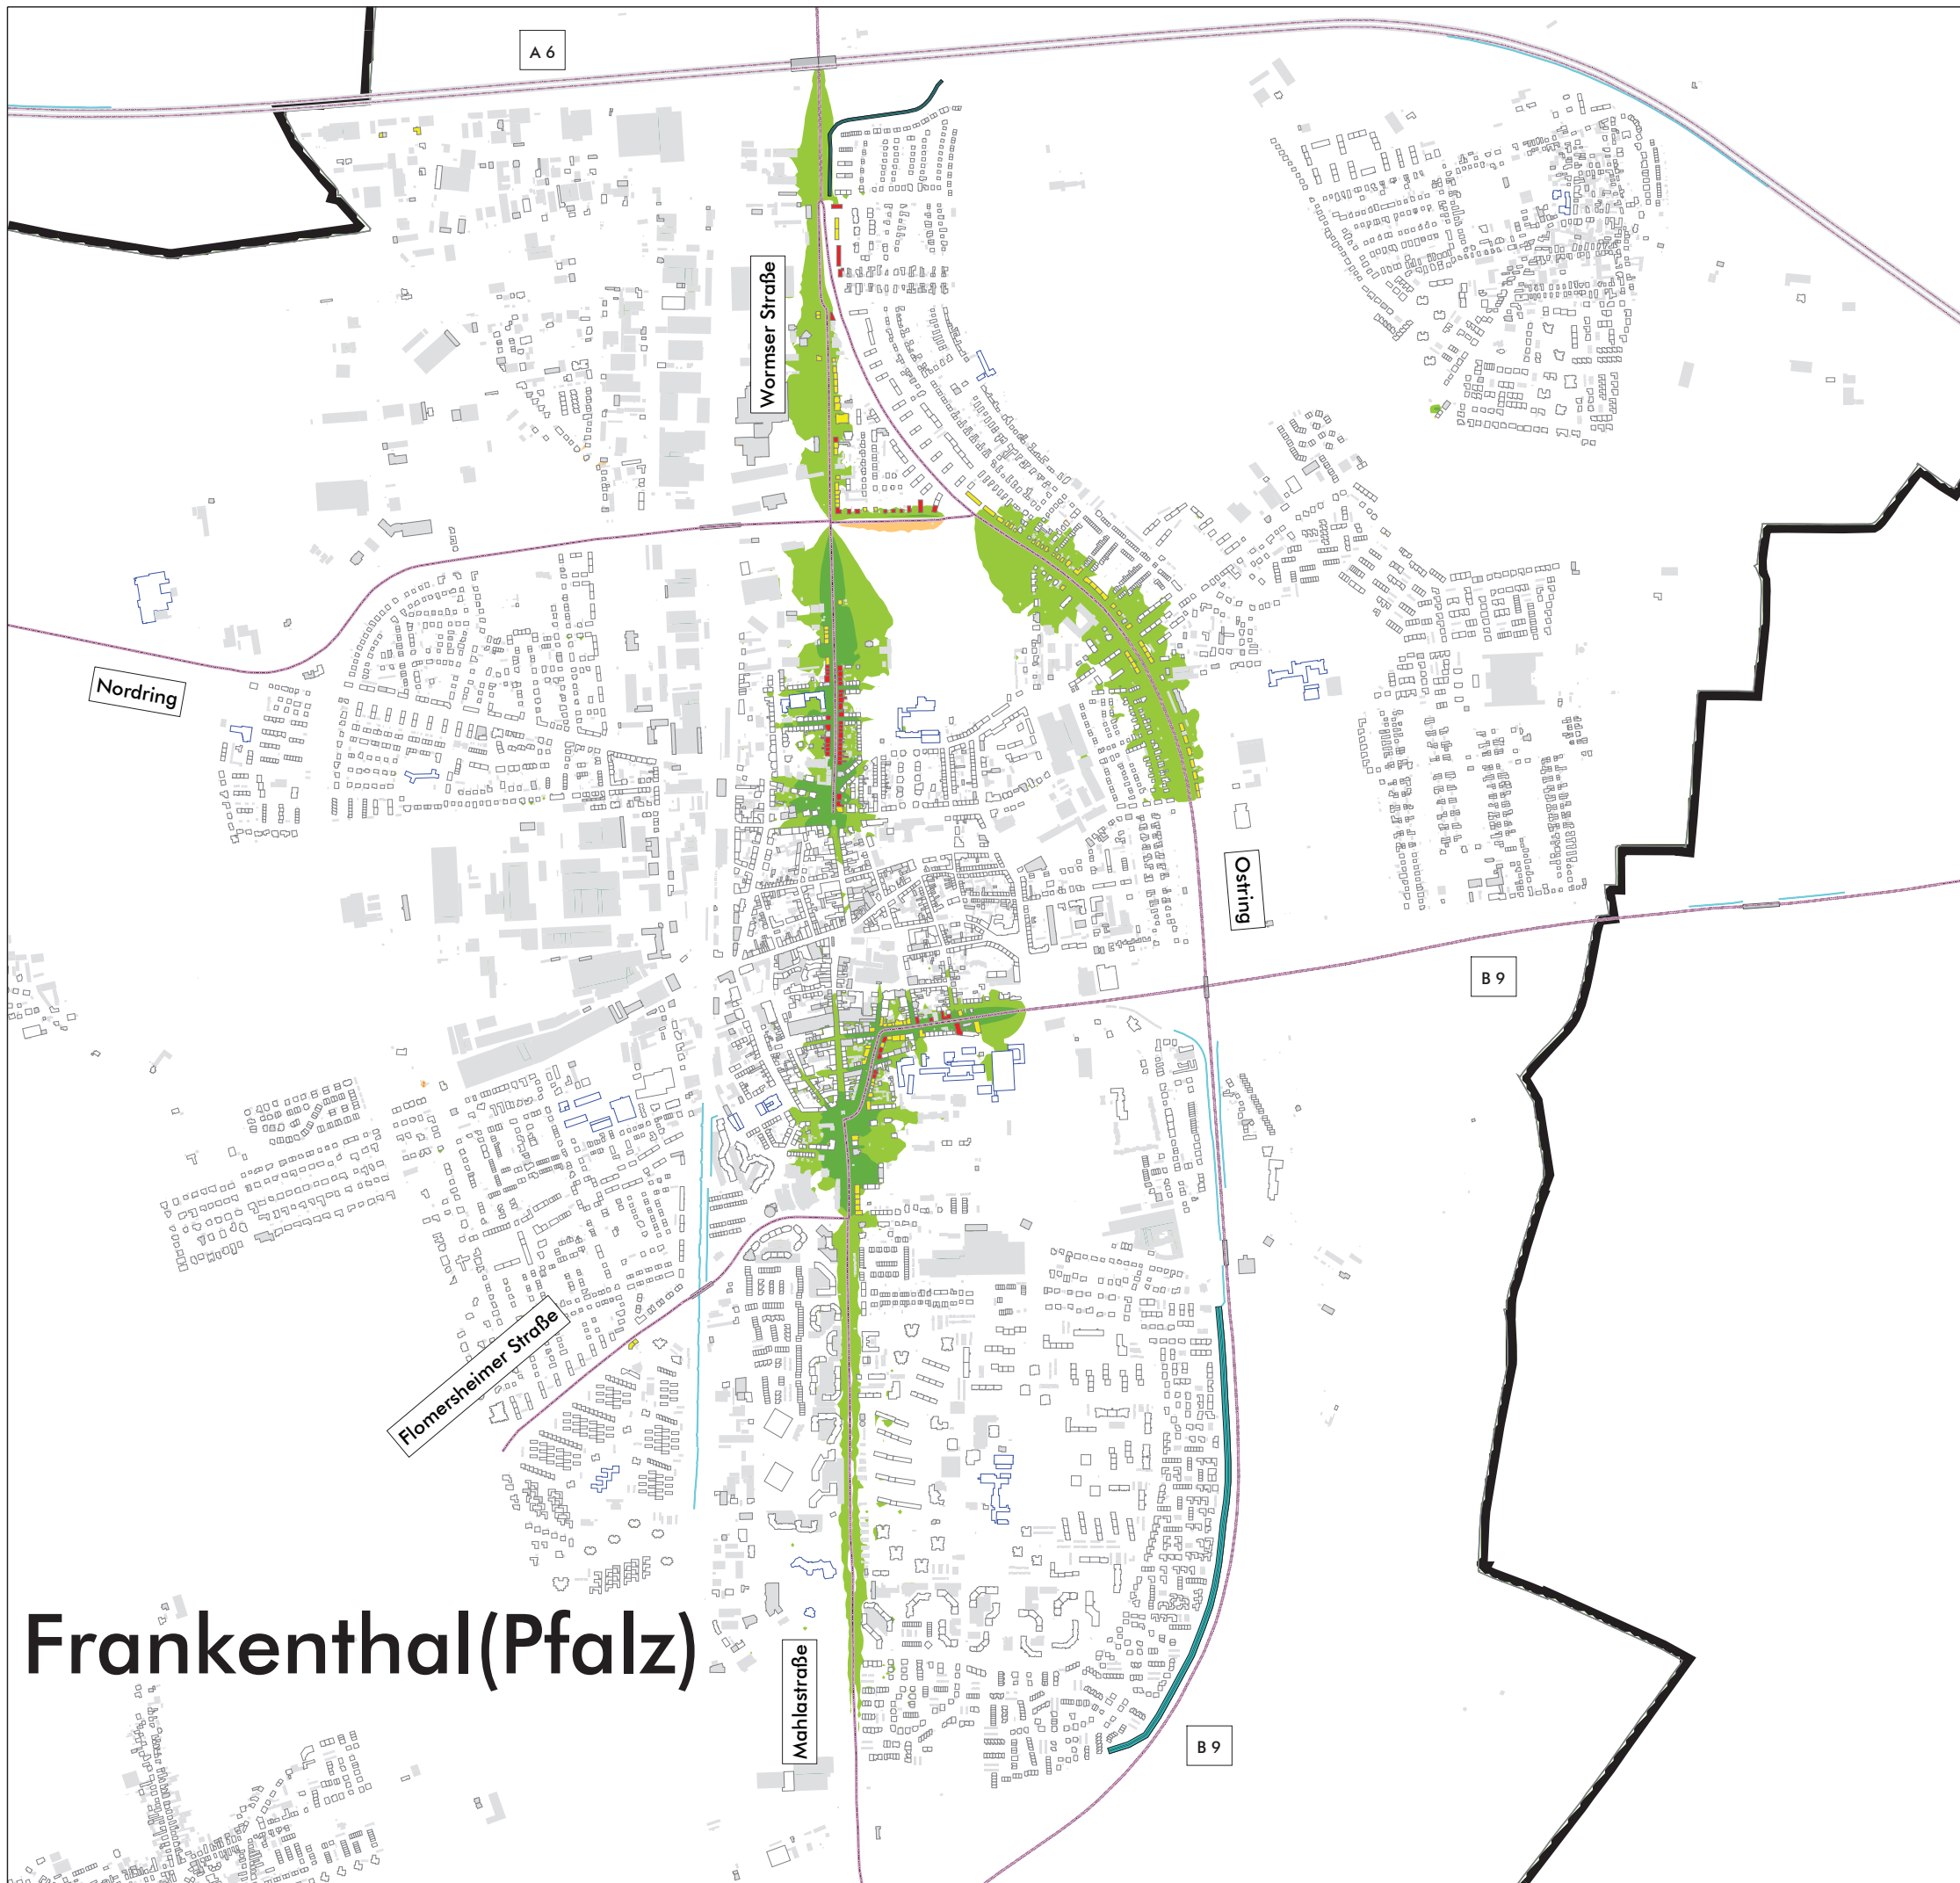 A 6
Wormser Straße
Nordring
Ostring
B 9
Flomersheimer Straße
Frankenthal(Pfalz)
Mahlastraße
B 9